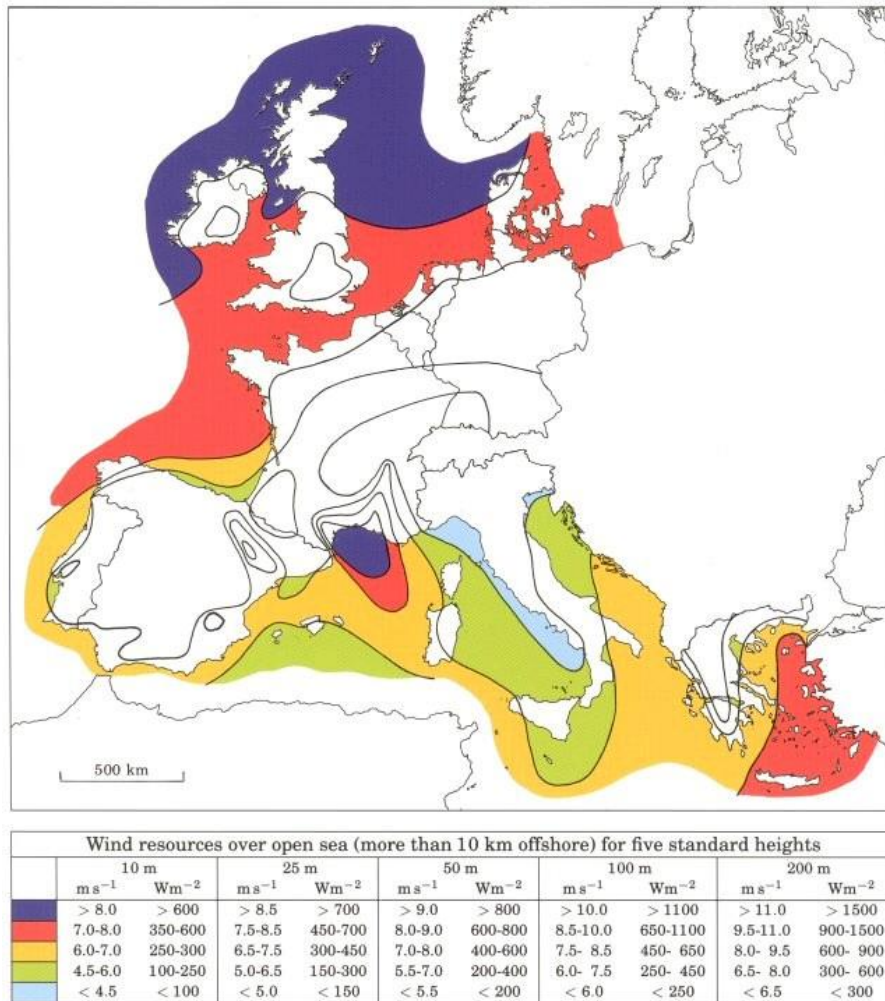 500 km
Wind resources over open sea (more than 10 km offshore) for five standard heights
10 m 25 m 50 m 100 m 200 m
m s⁻¹ Wm⁻² m s⁻¹ Wm⁻² m s⁻¹ Wm⁻² m s⁻¹ Wm⁻² m s⁻¹ Wm⁻²
> 8.0 > 600 > 8.5 > 700 > 9.0 > 800 > 10.0 > 1100 > 11.0 > 1500
7.0-8.0 350-600 7.5-8.5 450-700 8.0-9.0 600-800 8.5-10.0 650-1100 9.5-11.0 900-1500
6.0-7.0 250-300 6.5-7.5 300-450 7.0-8.0 400-600 7.5- 8.5 450- 650 8.0- 9.5 600- 900
4.5-6.0 100-250 5.0-6.5 150-300 5.5-7.0 200-400 6.0- 7.5 250- 450 6.5- 8.0 300- 600
< 4.5 < 100 < 5.0 < 150 < 5.5 < 200 < 6.0 < 250 < 6.5 < 300